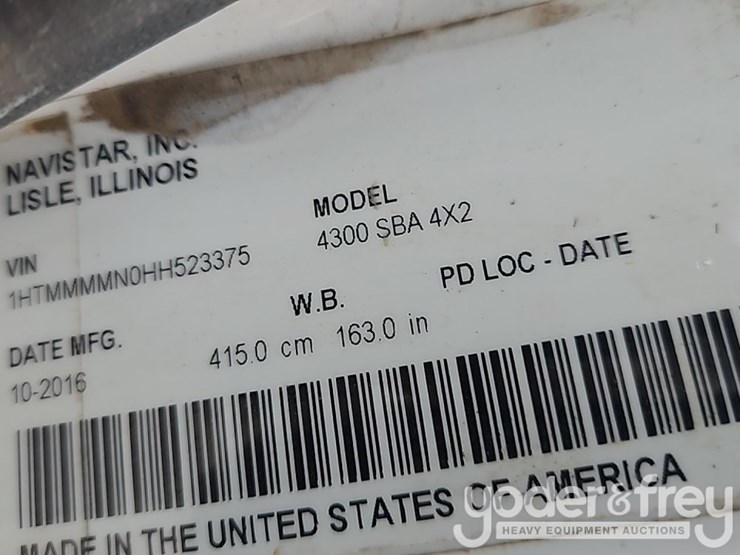 NAVISTAR, INC.
LISLE, ILLINOIS
MODEL
4300 SBA 4X2
VIN
1HTMMMMN0HH523375
PD LOC - DATE
W.B.
415.0 cm 163.0 in
DATE MFG.
10-2016
MADE IN THE UNITED STATES OF AMERICA
yoder&frey
HEAVY EQUIPMENT AUCTIONS